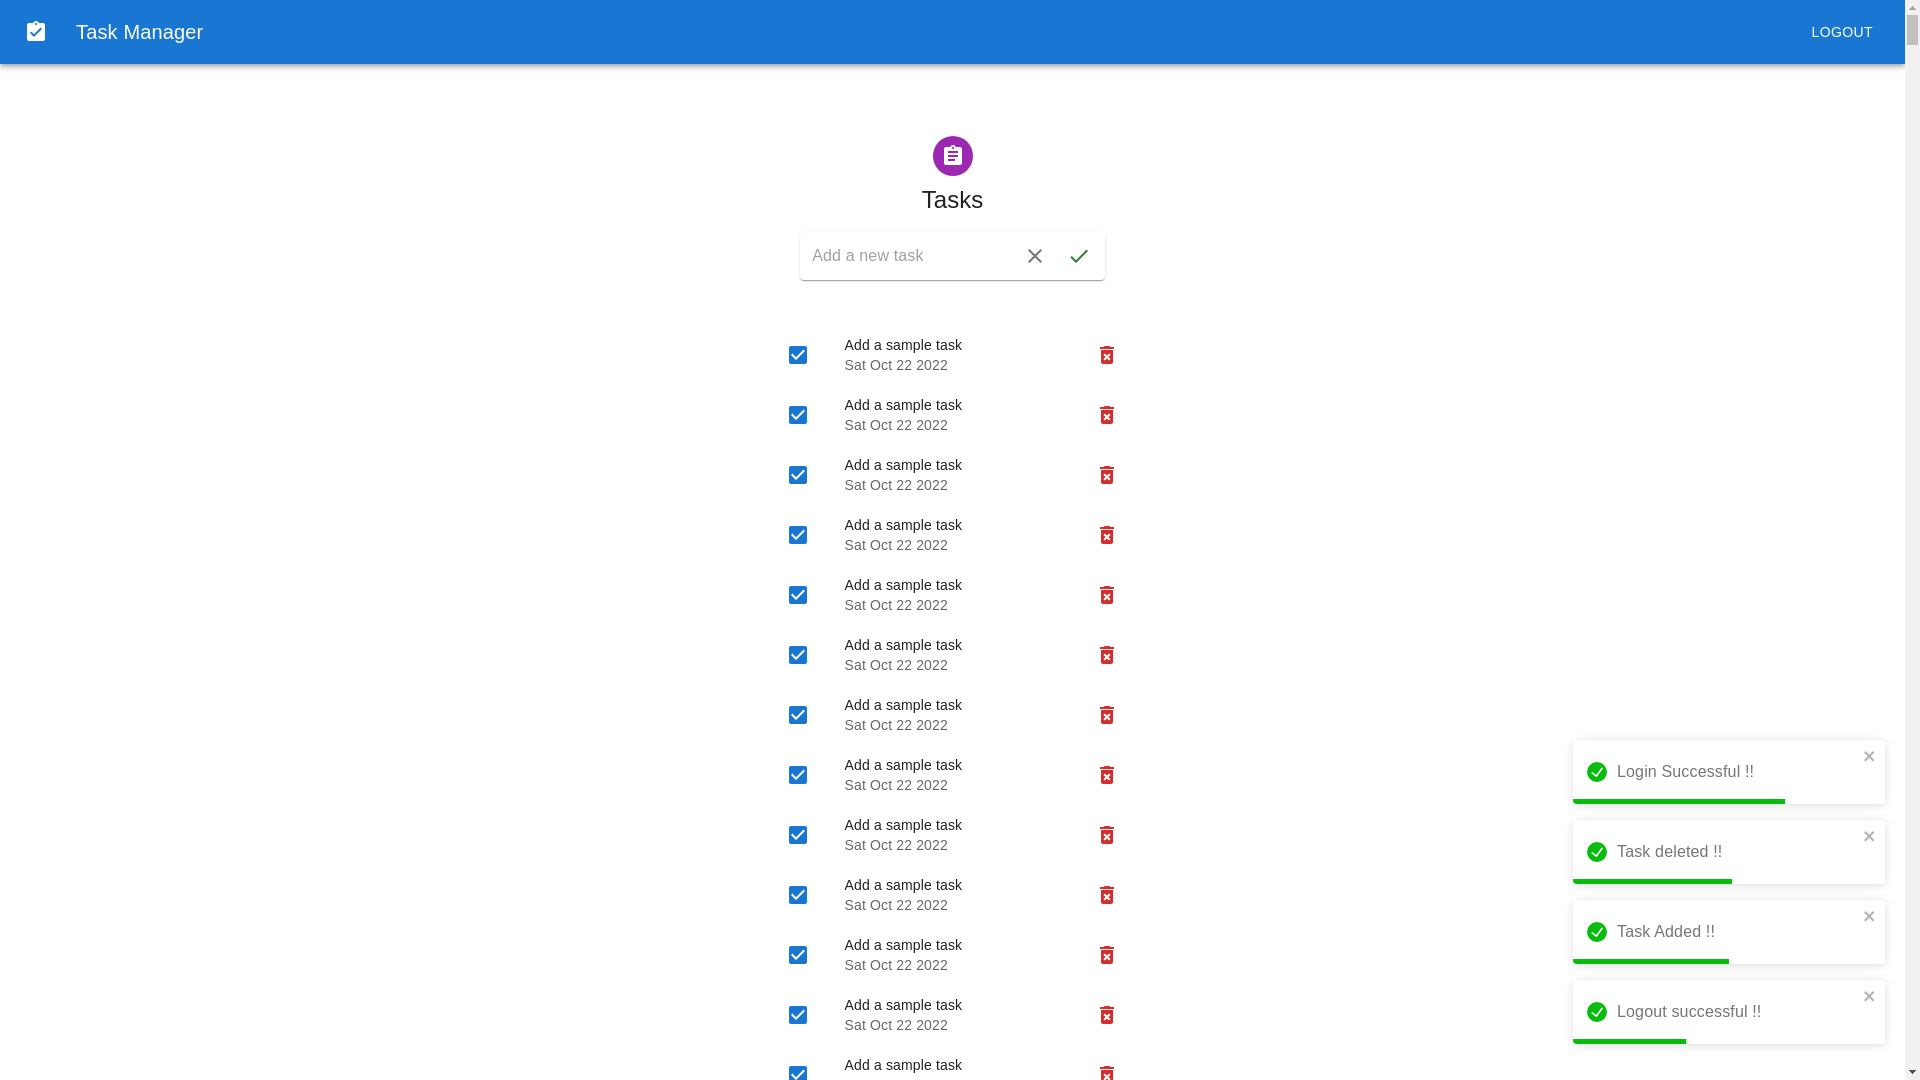 Task Manager
LOGOUT
Tasks
Add a new task
Add a sample task
Sat Oct 22 2022
Add a sample task
Sat Oct 22 2022
Add a sample task
Sat Oct 22 2022
Add a sample task
Sat Oct 22 2022
Add a sample task
Sat Oct 22 2022
Add a sample task
Sat Oct 22 2022
Add a sample task
Sat Oct 22 2022
Add a sample task
Sat Oct 22 2022
Add a sample task
Sat Oct 22 2022
Add a sample task
Sat Oct 22 2022
Add a sample task
Sat Oct 22 2022
Add a sample task
Sat Oct 22 2022
Add a sample task
Login Successful !!
Task deleted !!
Task Added !!
Logout successful !!